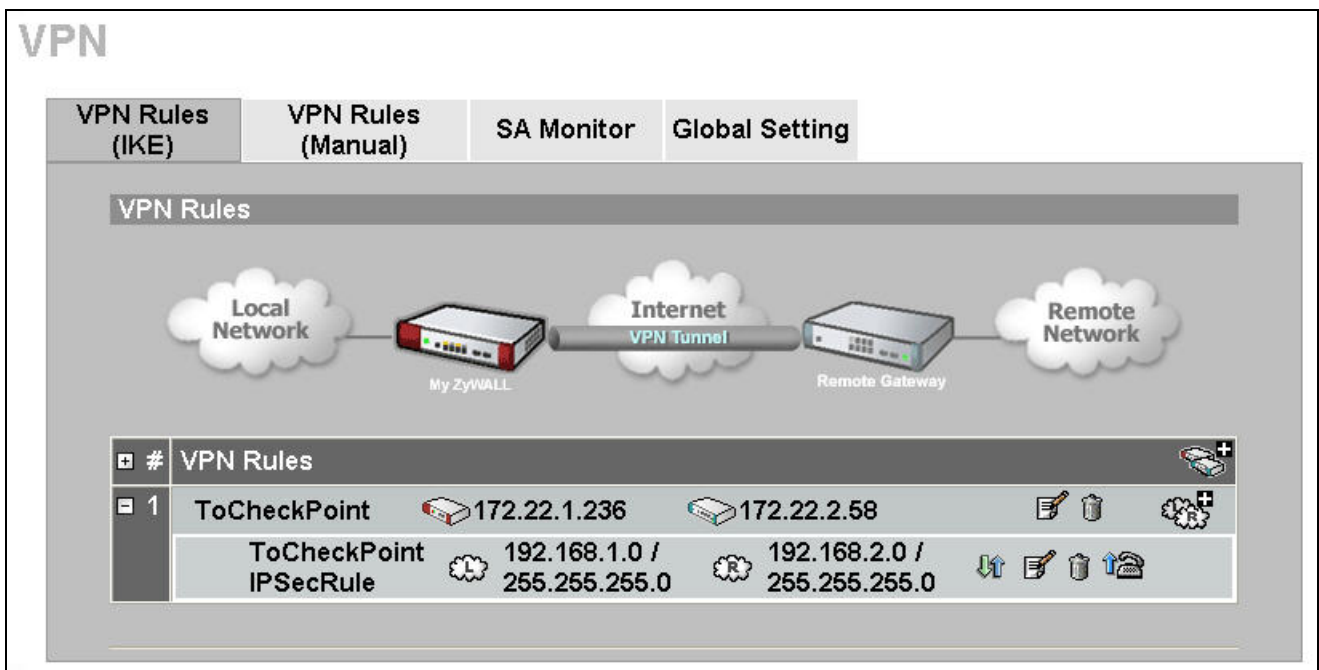 VPN
VPN Rules (IKE)
VPN Rules (Manual)
SA Monitor
Global Setting
VPN Rules
Local Network
Internet
VPN Tunnel
Remote Network
My ZyWALL
Remote Gateway
# VPN Rules
1 ToCheckPoint 172.22.1.236 172.22.2.58
ToCheckPoint L 192.168.1.0 / R 192.168.2.0 /
IPSecRule 255.255.255.0 255.255.255.0